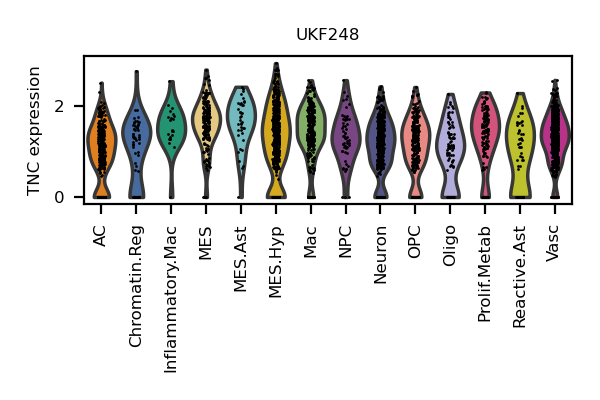 UKF248
TNC expression
2
0
AC
Chromatin.Reg
Inflammatory.Mac
MES
MES.Ast
MES.Hyp
Mac
NPC
Neuron
OPC
Oligo
Prolif.Metab
Reactive.Ast
Vasc